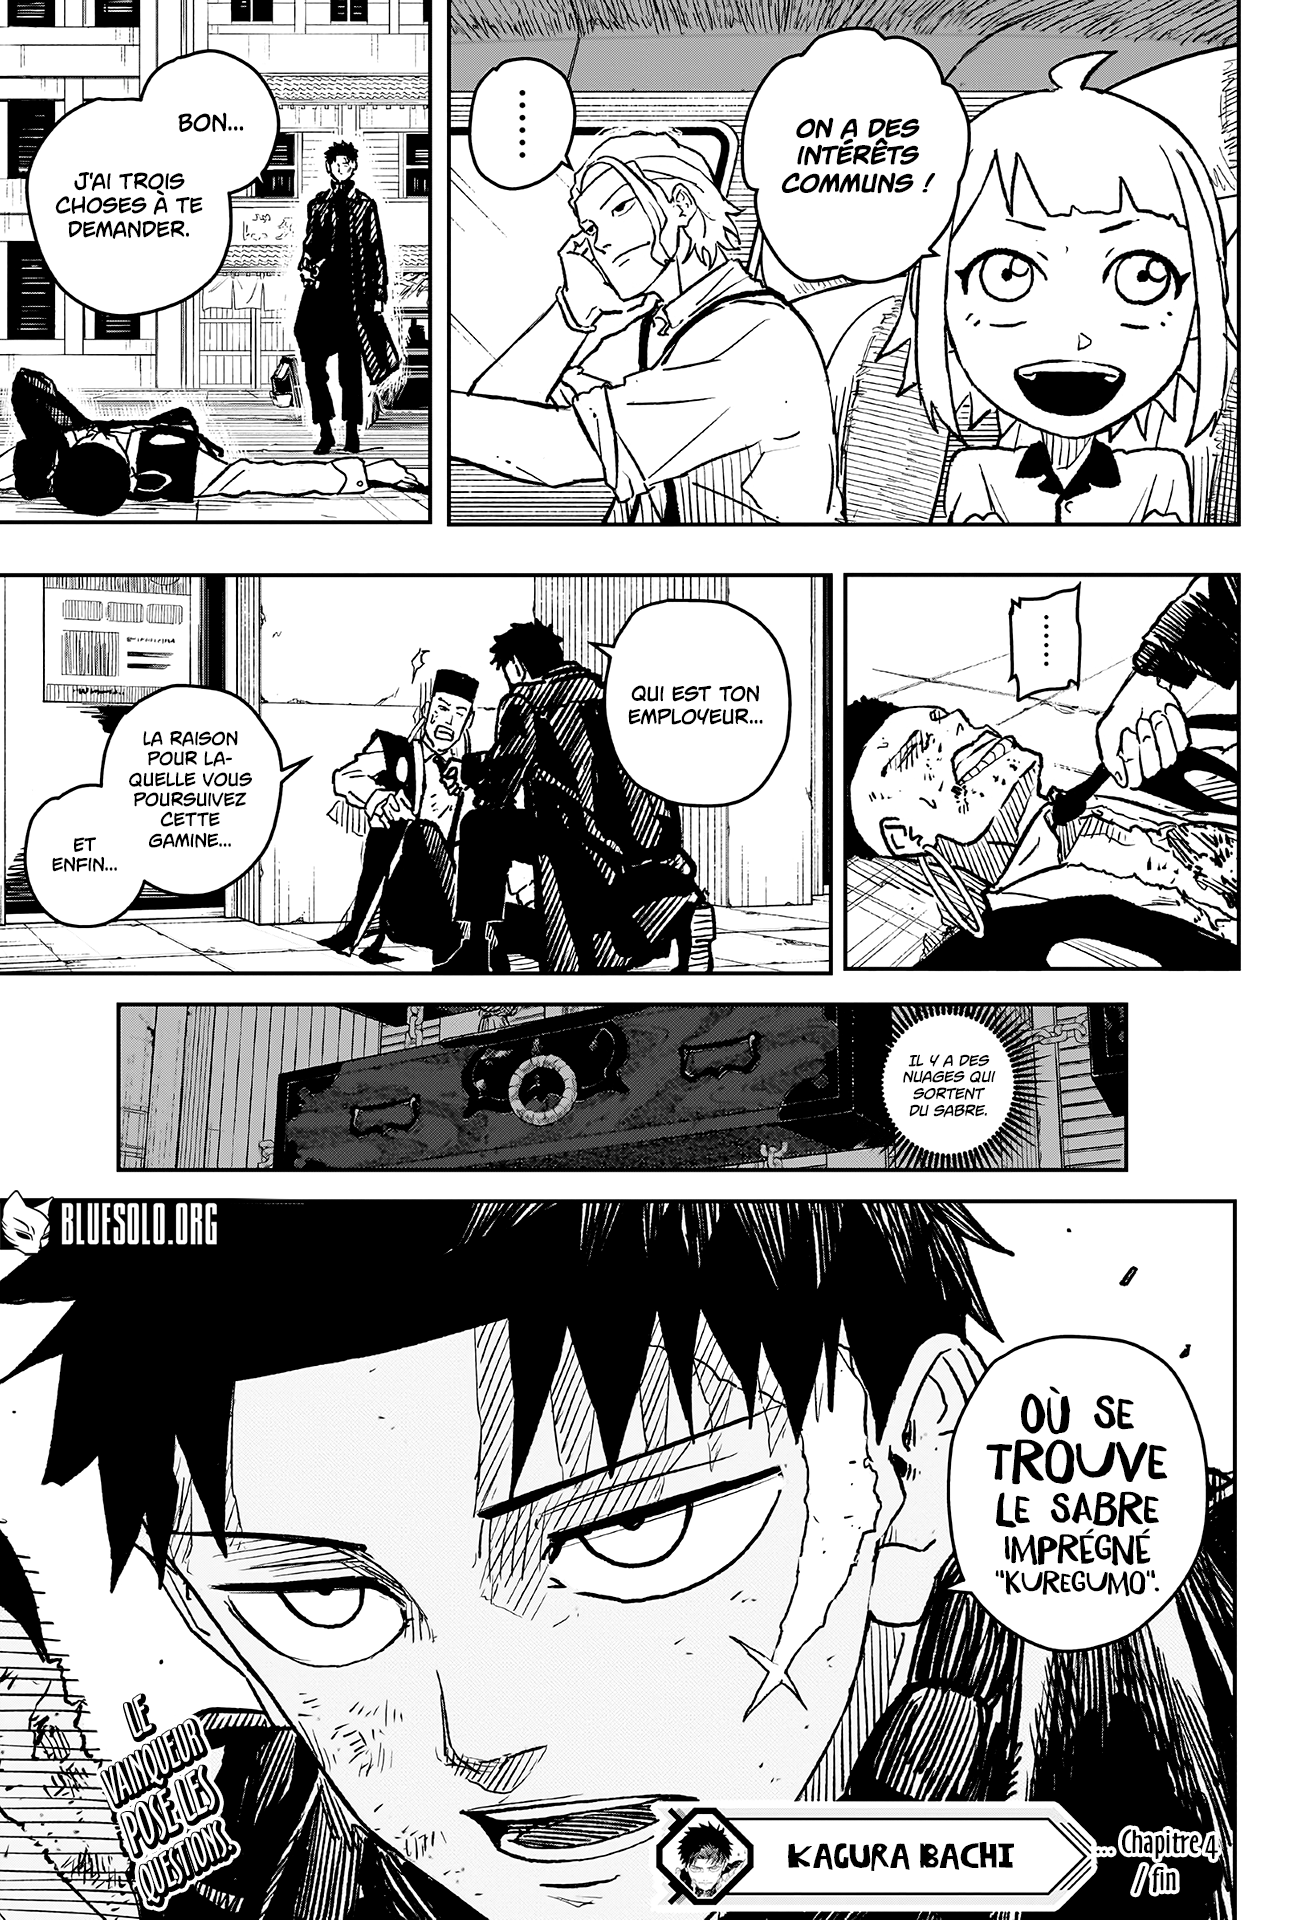 ON A DES
INTÉRÊTS
COMMUNS !
BON...
J'AI TROIS
CHOSES À TE
DEMANDER.
QUI EST TON
EMPLOYEUR...
LA RAISON
POUR LA-
QUELLE VOUS
POURSUIVEZ
CETTE
GAMINE...
ET
ENFIN...
IL Y A DES
NUAGES QUI
SORTENT
DU SABRE.
BLUESOLO.ORG
OÙ SE
TROUVE
LE SABRE
IMPRÉGNÉ
"KUREGUMO".
LE
VAINQUEUR
POSE LES
QUESTIONS.
KAGURA BACHI
... Chapitre 4
/ fin